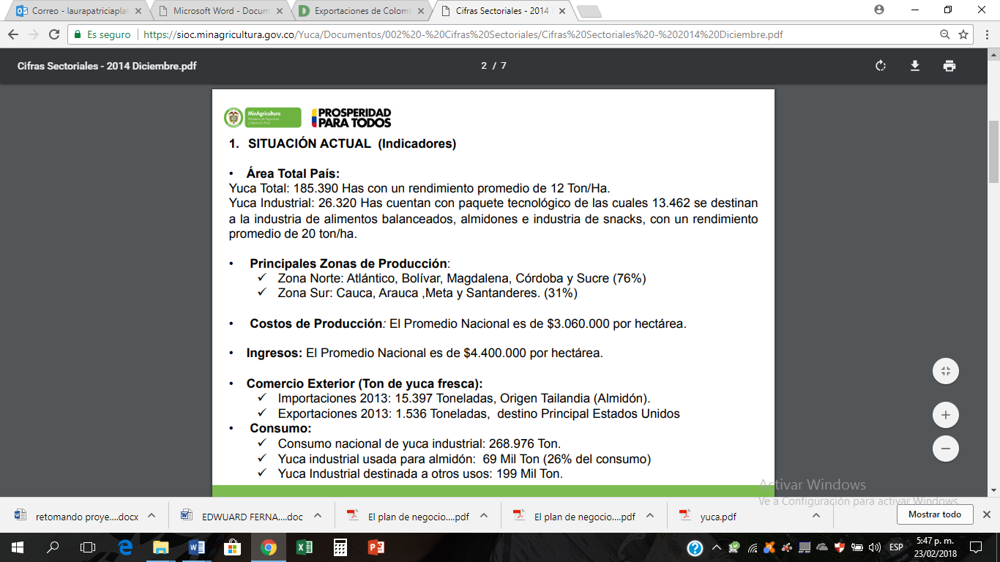 Correo - laurapatriciaplat
Microsoft Word - Docum
Exportaciones de Colomb
Cifras Sectoriales - 2014
Es seguro
https://sioc.minagricultura.gov.co/Yuca/Documentos/002%20-%20Cifras%20Sectoriales/Cifras%20Sectoriales%20-%202014%20Diciembre.pdf
Cifras Sectoriales - 2014 Diciembre.pdf
2 / 7
MinAgricultura
Ministerio de Agricultura
y Desarrollo Rural
PROSPERIDAD
PARA TODOS
1. SITUACIÓN ACTUAL (Indicadores)
• Área Total País:
Yuca Total: 185.390 Has con un rendimiento promedio de 12 Ton/Ha.
Yuca Industrial: 26.320 Has cuentan con paquete tecnológico de las cuales 13.462 se destinan
a la industria de alimentos balanceados, almidones e industria de snacks, con un rendimiento
promedio de 20 ton/ha.
• Principales Zonas de Producción:
✓ Zona Norte: Atlántico, Bolívar, Magdalena, Córdoba y Sucre (76%)
✓ Zona Sur: Cauca, Arauca ,Meta y Santanderes. (31%)
• Costos de Producción: El Promedio Nacional es de $3.060.000 por hectárea.
• Ingresos: El Promedio Nacional es de $4.400.000 por hectárea.
• Comercio Exterior (Ton de yuca fresca):
✓ Importaciones 2013: 15.397 Toneladas, Origen Tailandia (Almidón).
✓ Exportaciones 2013: 1.536 Toneladas, destino Principal Estados Unidos
• Consumo:
✓ Consumo nacional de yuca industrial: 268.976 Ton.
✓ Yuca industrial usada para almidón: 69 Mil Ton (26% del consumo)
✓ Yuca Industrial destinada a otros usos: 199 Mil Ton.
Activar Windows
Ve a Configuración para activar Windows.
retomando proye....docx
EDWUARD FERNA....doc
El plan de negocio....pdf
El plan de negocio....pdf
yuca.pdf
Mostrar todo
ESP
5:47 p. m.
23/02/2018